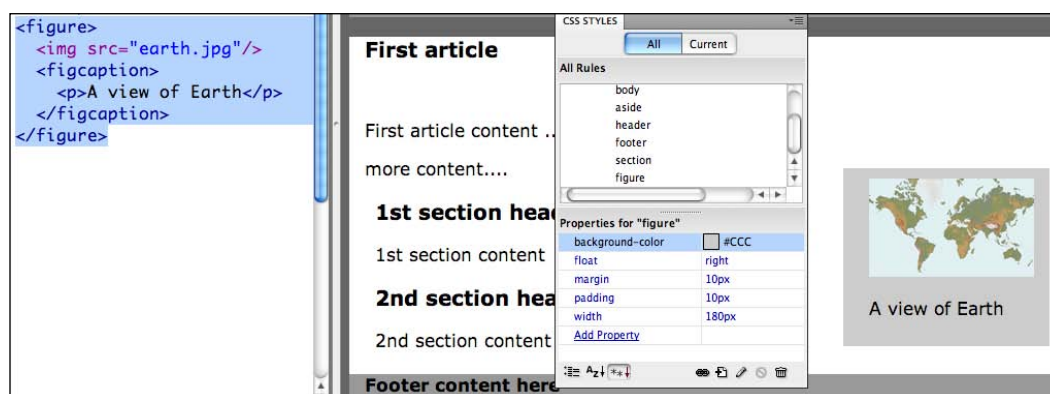 <figure>
<img src="earth.jpg"/>
<figcaption>
<p>A view of Earth</p>
</figcaption>
</figure>
First article
First article content ..
more content....
1st section head
1st section content
2nd section hea
2nd section content
Footer content here
CSS STYLES
All Current
All Rules
body
aside
header
footer
section
figure
Properties for "figure"
background-color #CCC
float right
margin 10px
padding 10px
width 180px
Add Property
Az
**
A view of Earth